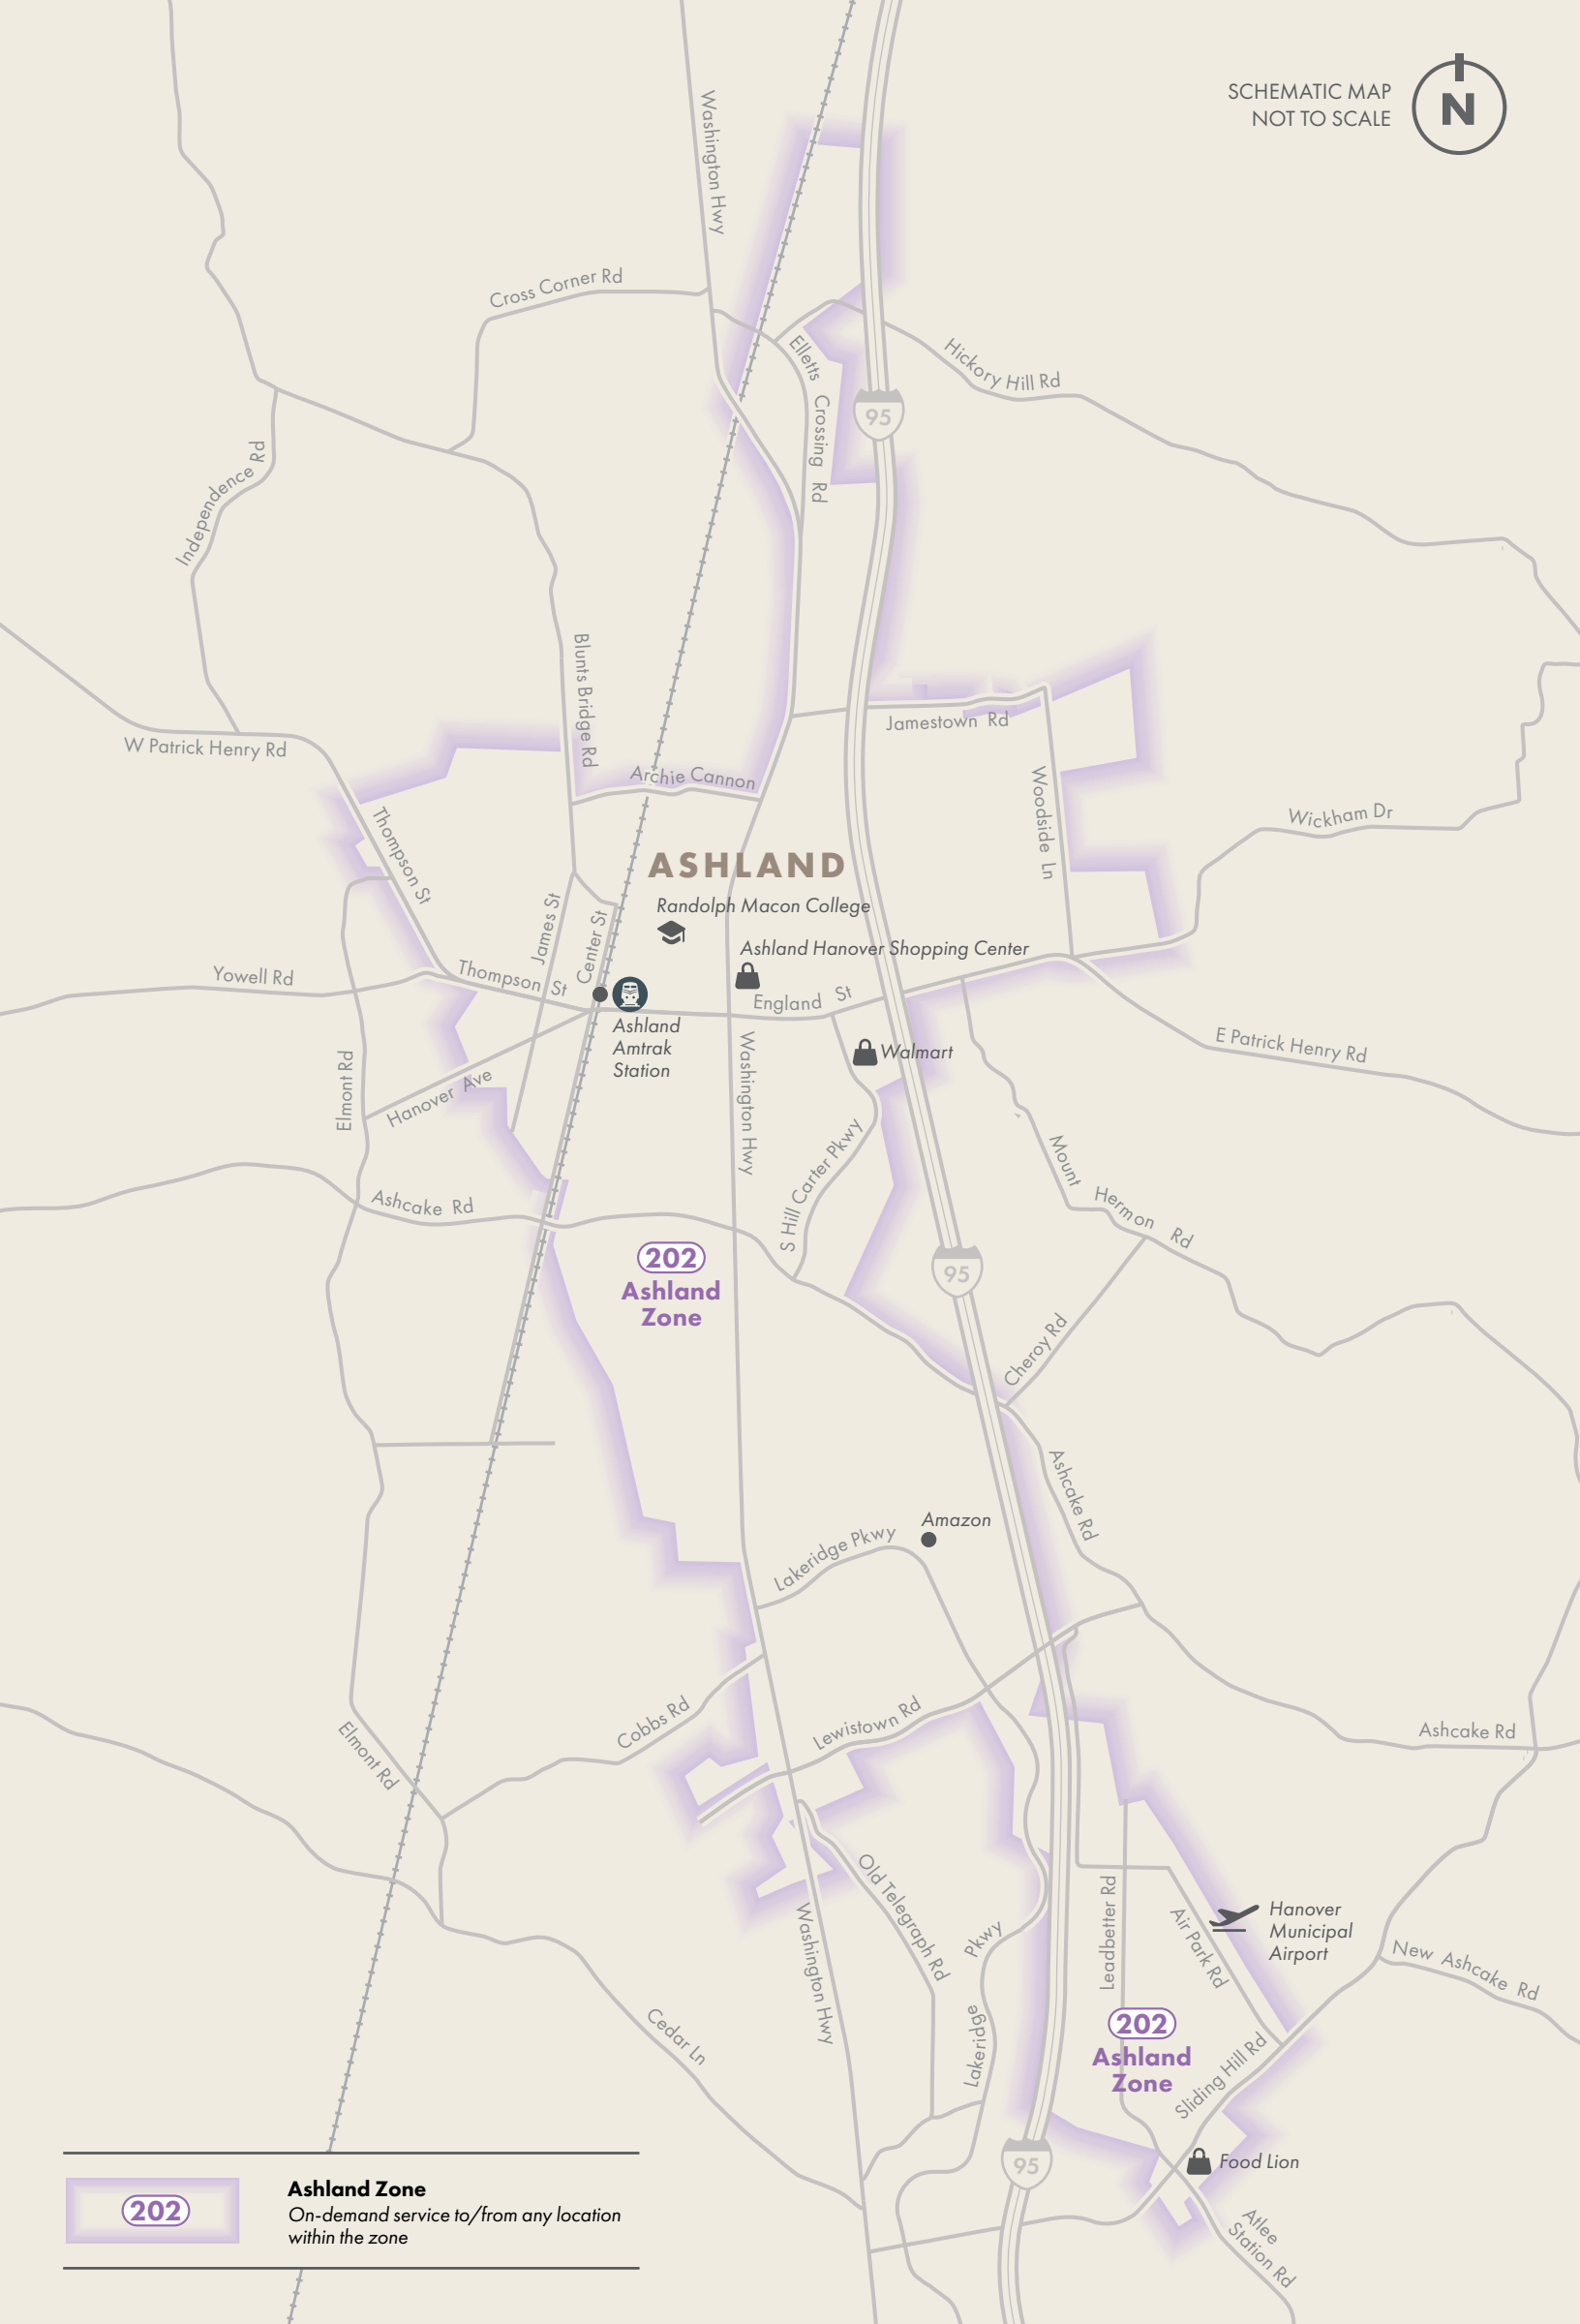 SCHEMATIC MAP
NOT TO SCALE
N
Washington Hwy
Cross Corner Rd
Elletts Crossing Rd
Hickory Hill Rd
95
Independence Rd
Blunts Bridge Rd
W Patrick Henry Rd
Jamestown Rd
Archie Cannon
Woodside Ln
Wickham Dr
Thompson St
ASHLAND
Randolph Macon College
James St
Center St
Ashland Hanover Shopping Center
Yowell Rd
Thompson St
England St
Ashland
Amtrak
Station
Walmart
E Patrick Henry Rd
Elmont Rd
Hanover Ave
Washington Hwy
S Hill Carter Pkwy
Mount Hermon Rd
Ashcake Rd
202
Ashland
Zone
95
Cheroy Rd
Ashcake Rd
Amazon
Lakeridge Pkwy
Cobbs Rd
Lewistown Rd
Elmont Rd
Ashcake Rd
Old Telegraph Rd
Washington Hwy
Lakeridge Pkwy
Leadbetter Rd
Air Park Rd
Hanover
Municipal
Airport
New Ashcake Rd
Cedar Ln
202
Ashland
Zone
Sliding Hill Rd
95
Food Lion
Atlee
Station Rd
202
Ashland Zone
On-demand service to/from any location
within the zone